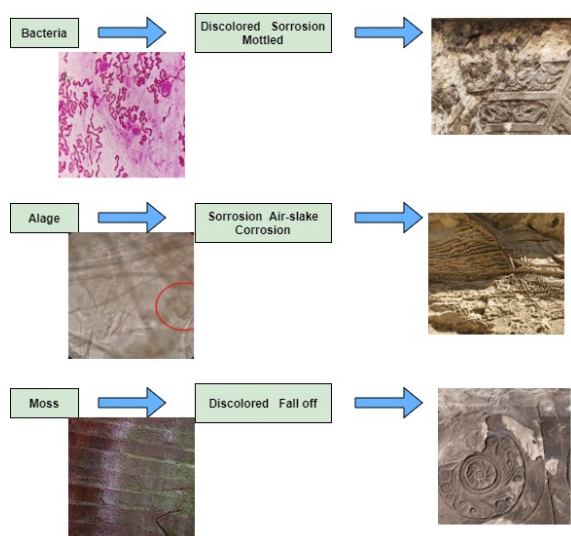 Bacteria
Discolored Sorrosion
Mottled
Alage
Sorrosion Air-slake
Corrosion
Moss
Discolored Fall off